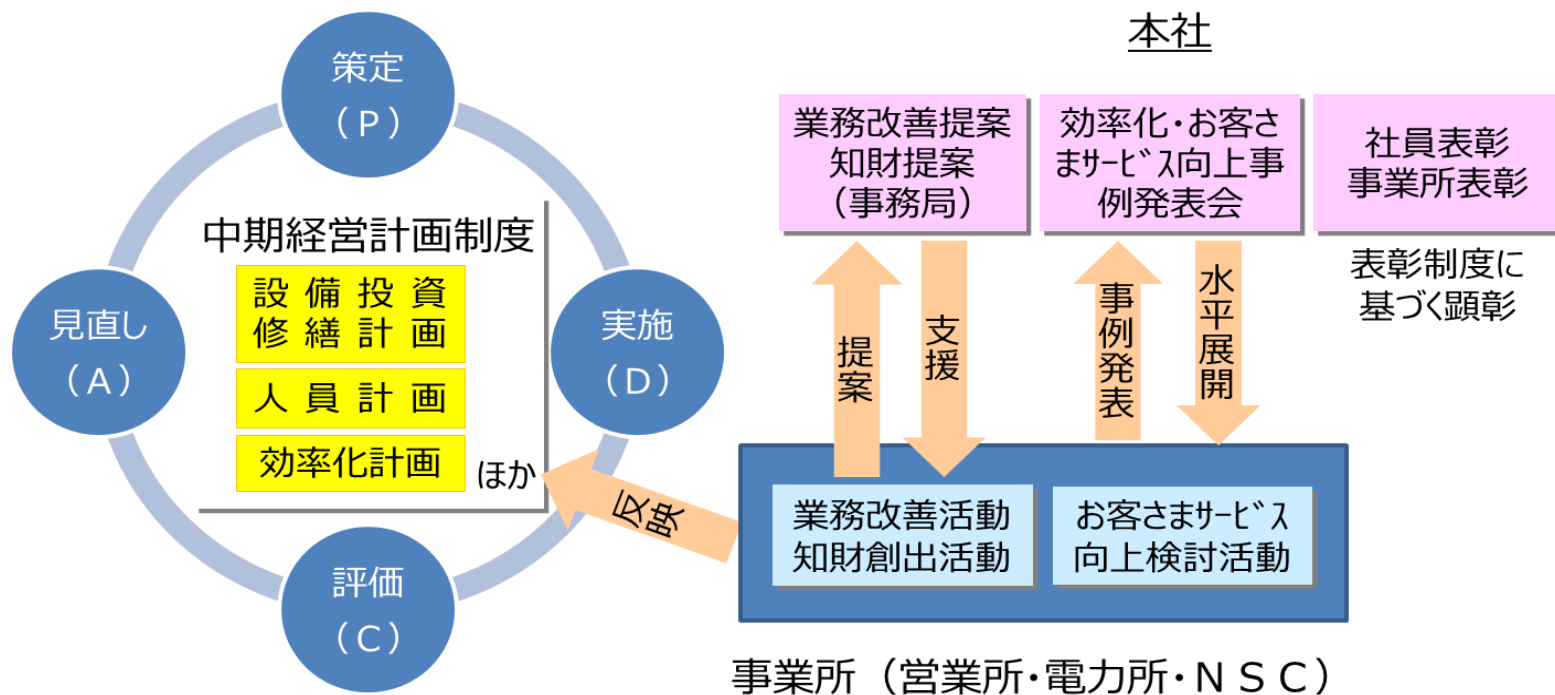 策定
（Ｐ）
中期経営計画制度
設備投資
修繕計画
人員計画
効率化計画
ほか
見直し
（Ａ）
実施
（Ｄ）
評価
（Ｃ）
反映
本社
業務改善提案
知財提案
（事務局）
効率化・お客さ
まｻｰﾋﾞｽ向上事
例発表会
社員表彰
事業所表彰
表彰制度に
基づく顕彰
提案
支援
事例発表
水平展開
業務改善活動
知財創出活動
お客さまｻｰﾋﾞｽ
向上検討活動
事業所（営業所・電力所・ＮＳＣ）